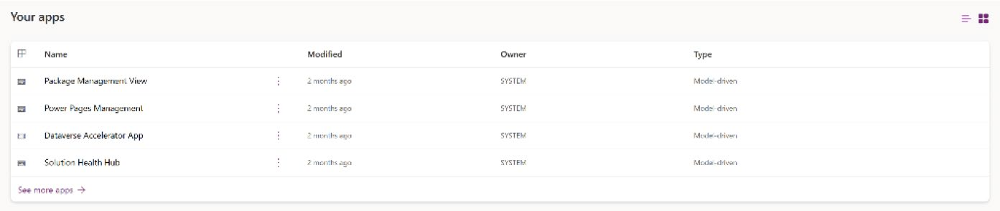 Your apps
Name Modified Owner Type
Package Management View 2 months ago SYSTEM Model-driven
Power Pages Management 2 months ago SYSTEM Model-driven
Dataverse Accelerator App 2 months ago SYSTEM Model-driven
Solution Health Hub 2 months ago SYSTEM Model-driven
See more apps